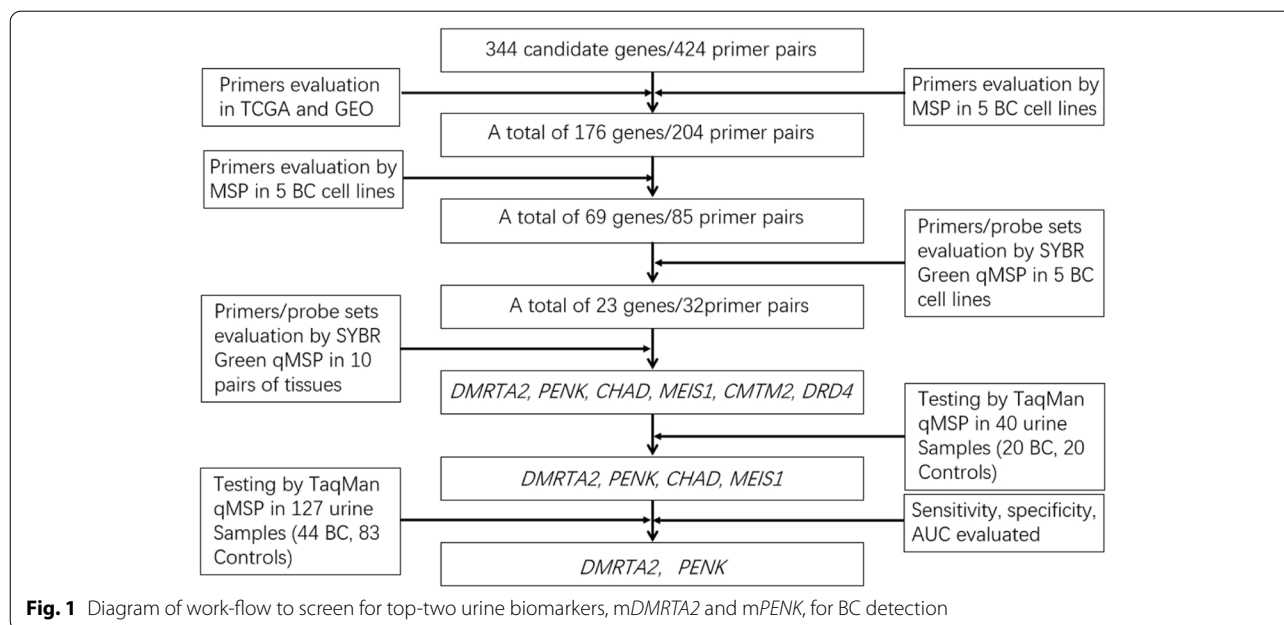 344 candidate genes/424 primer pairs
Primers evaluation
in TCGA and GEO
Primers evaluation by
MSP in 5 BC cell lines
A total of 176 genes/204 primer pairs
Primers evaluation by
MSP in 5 BC cell lines
A total of 69 genes/85 primer pairs
Primers/probe sets
evaluation by SYBR
Green qMSP in 5 BC
cell lines
A total of 23 genes/32primer pairs
Primers/probe sets
evaluation by SYBR
Green qMSP in 10
pairs of tissues
DMRTA2, PENK, CHAD, MEIS1, CMTM2, DRD4
Testing by TaqMan
qMSP in 40 urine
Samples (20 BC, 20
Controls)
DMRTA2, PENK, CHAD, MEIS1
Testing by TaqMan
qMSP in 127 urine
Samples (44 BC, 83
Controls)
Sensitivity, specificity,
AUC evaluated
DMRTA2, PENK
Fig. 1 Diagram of work-flow to screen for top-two urine biomarkers, mDMRTA2 and mPENK, for BC detection